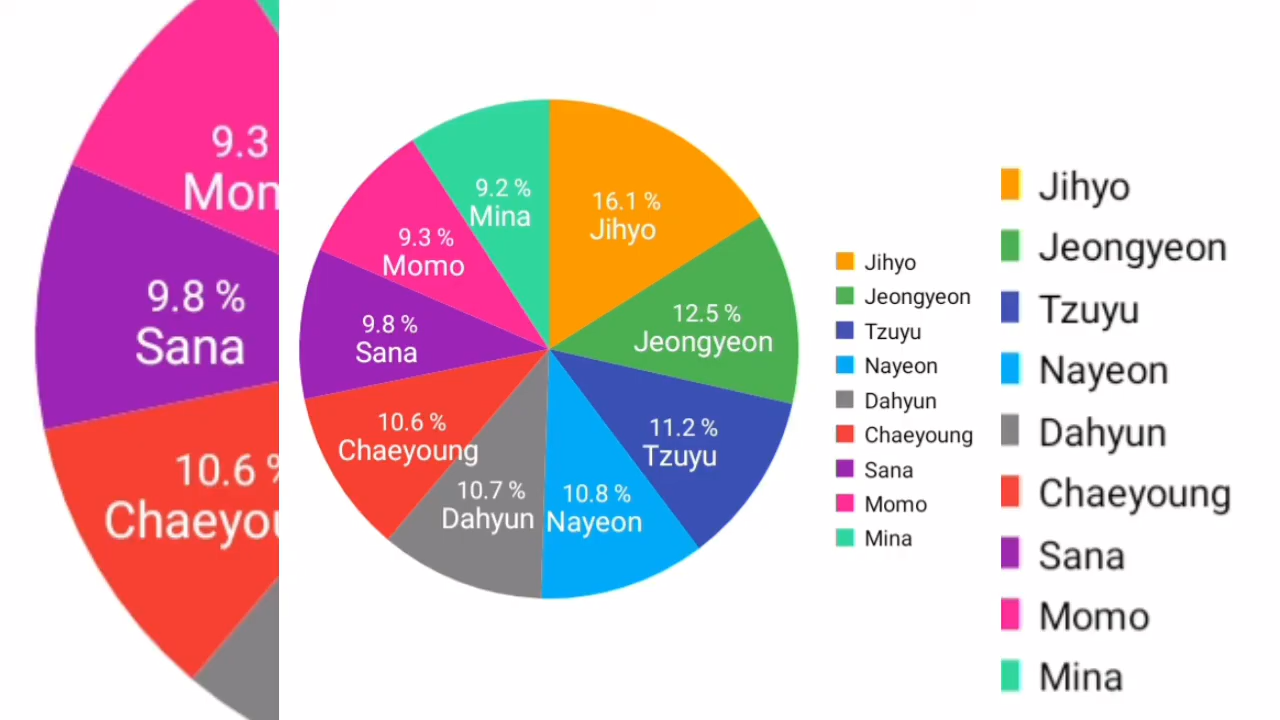 9.3
Mon
9.8 %
Sana
10.6 %
Chaeyou
9.2 %
Mina
16.1 %
Jihyo
9.3 %
Momo
12.5 %
Jeongyeon
9.8 %
Sana
10.6 %
Chaeyoung
11.2 %
Tzuyu
10.7 %
Dahyun
10.8 %
Nayeon
Jihyo
Jeongyeon
Tzuyu
Nayeon
Dahyun
Chaeyoung
Sana
Momo
Mina
Jihyo
Jeongyeon
Tzuyu
Nayeon
Dahyun
Chaeyoung
Sana
Momo
Mina